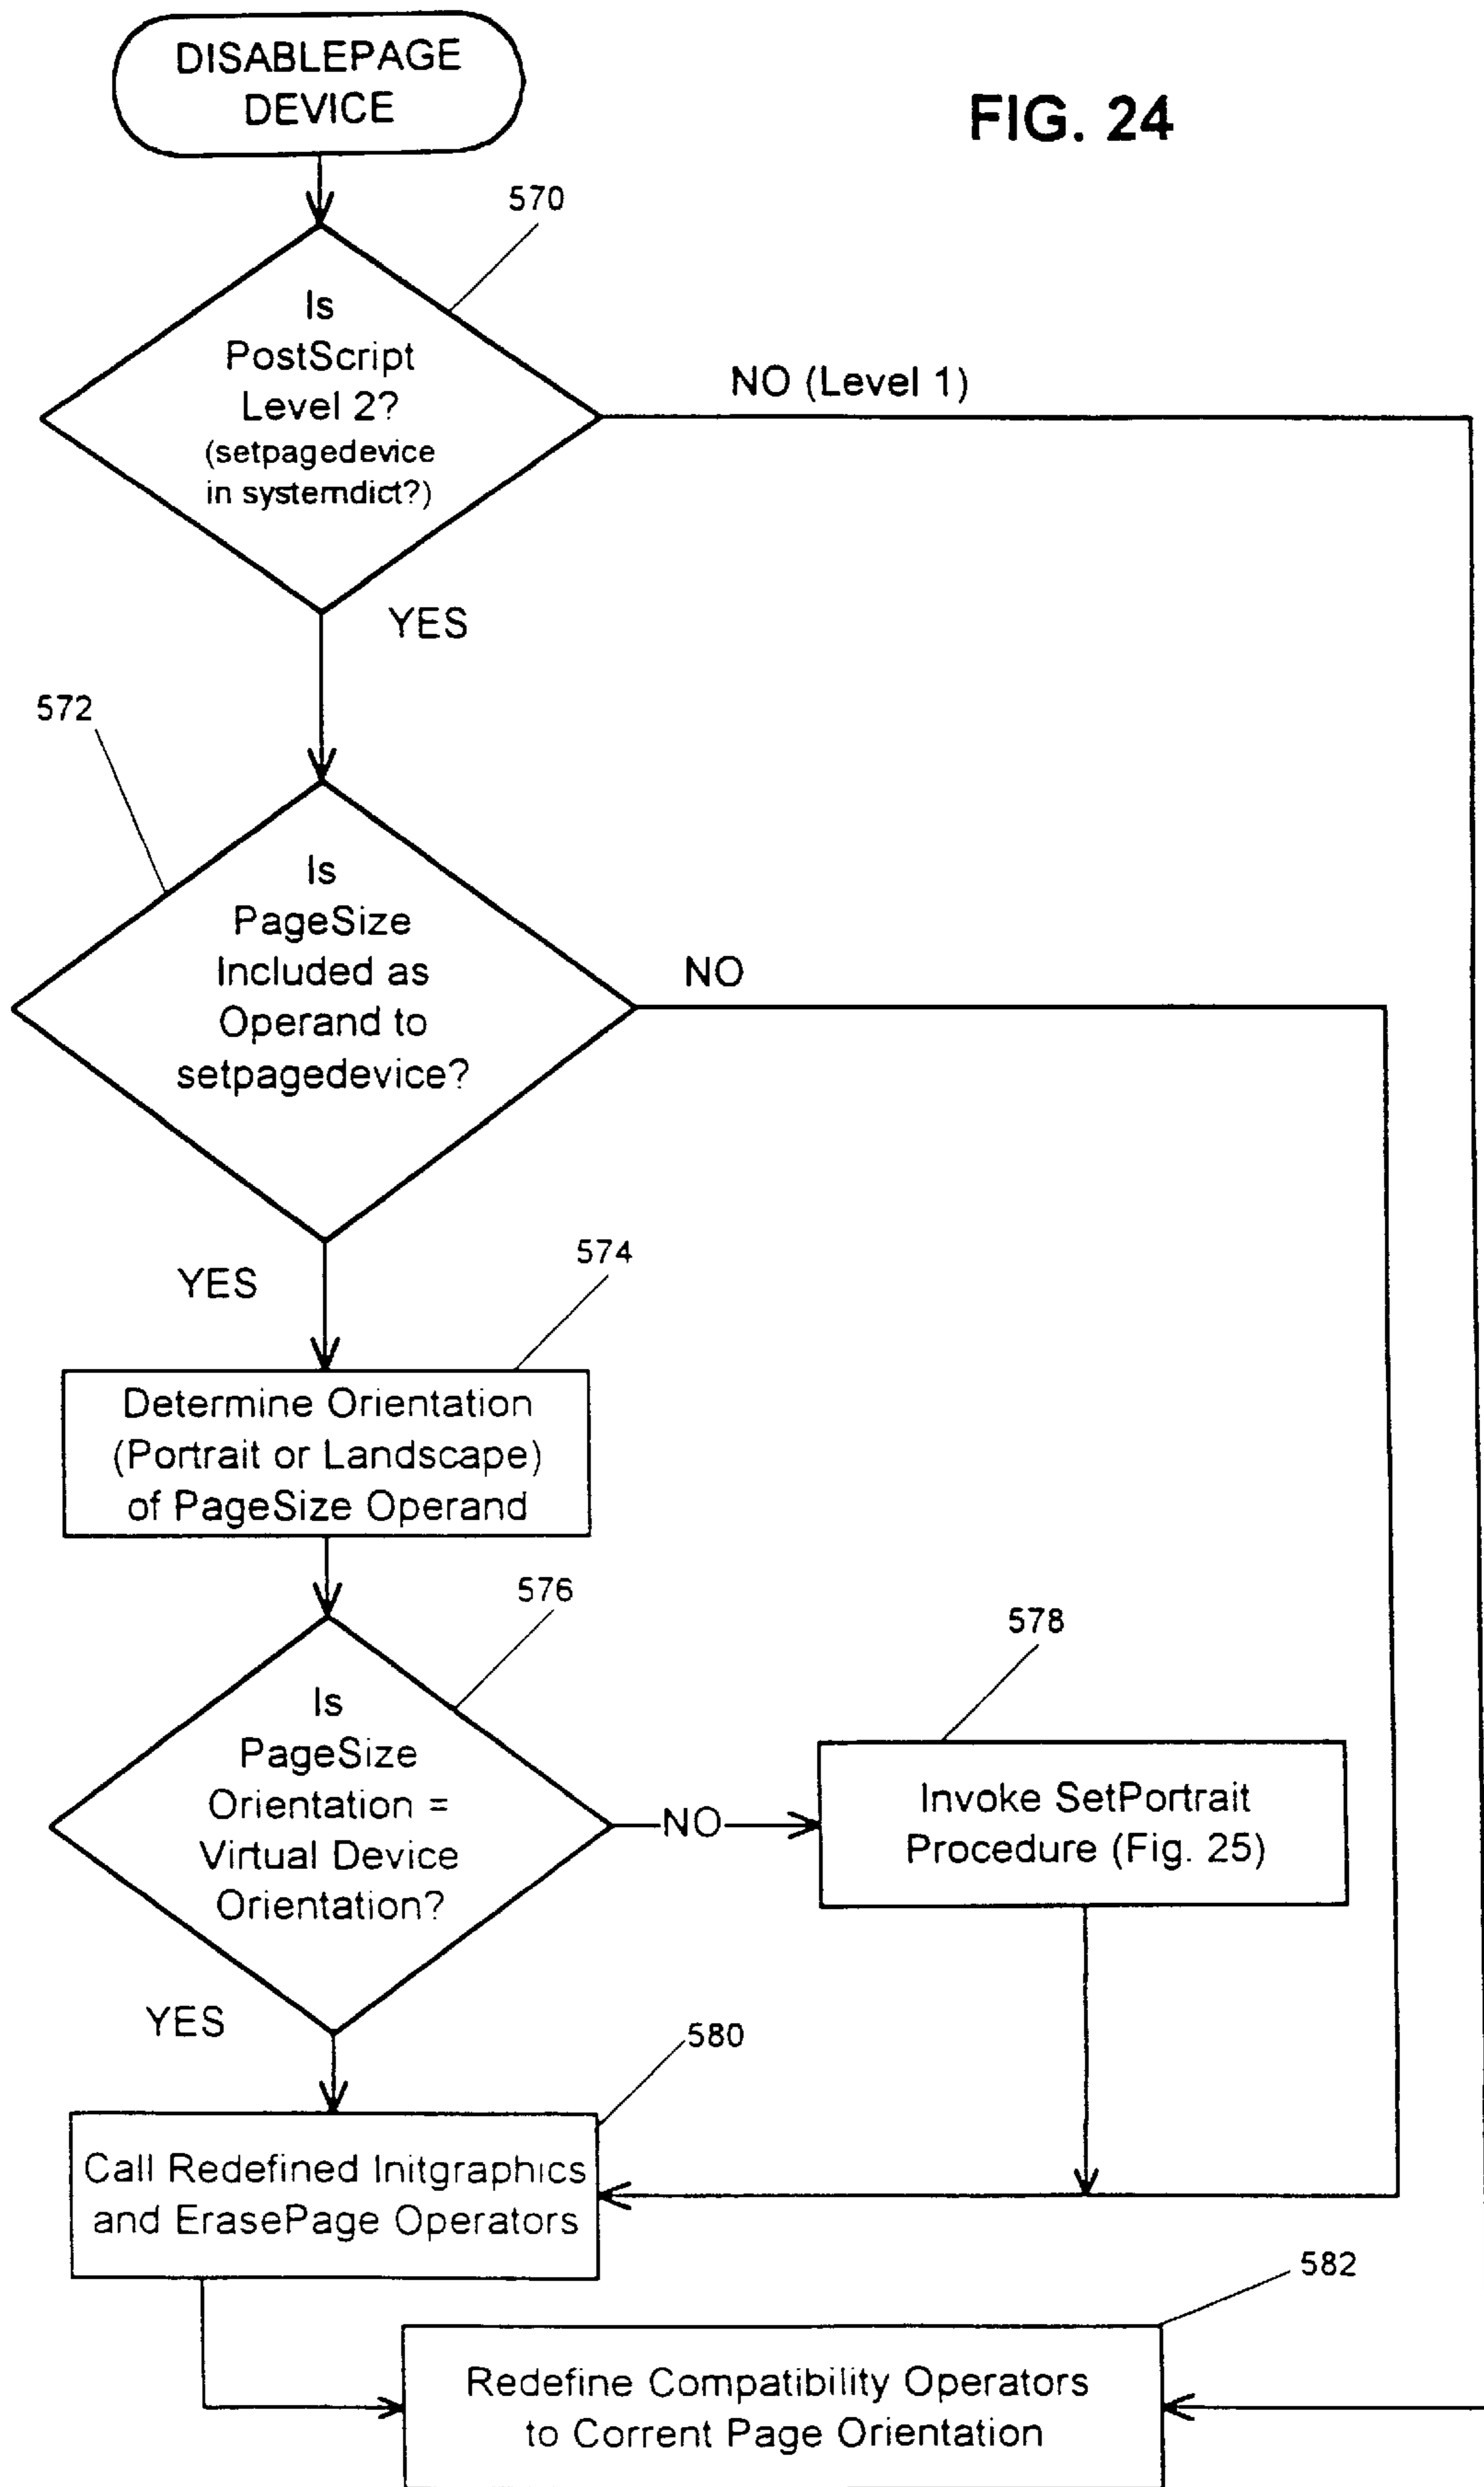 DISABLEPAGE
DEVICE
FIG. 24
570
Is
PostScript
Level 2?
(setpagedevice
in systemdict?)
NO (Level 1)
YES
572
Is
PageSize
Included as
Operand to
setpagedevice?
NO
YES
574
Determine Orientation
(Portrait or Landscape)
of PageSize Operand
576
Is
PageSize
Orientation =
Virtual Device
Orientation?
NO
578
Invoke SetPortrait
Procedure (Fig. 25)
YES
580
Call Redefined Initgraphics
and ErasePage Operators
582
Redefine Compatibility Operators
to Corrent Page Orientation